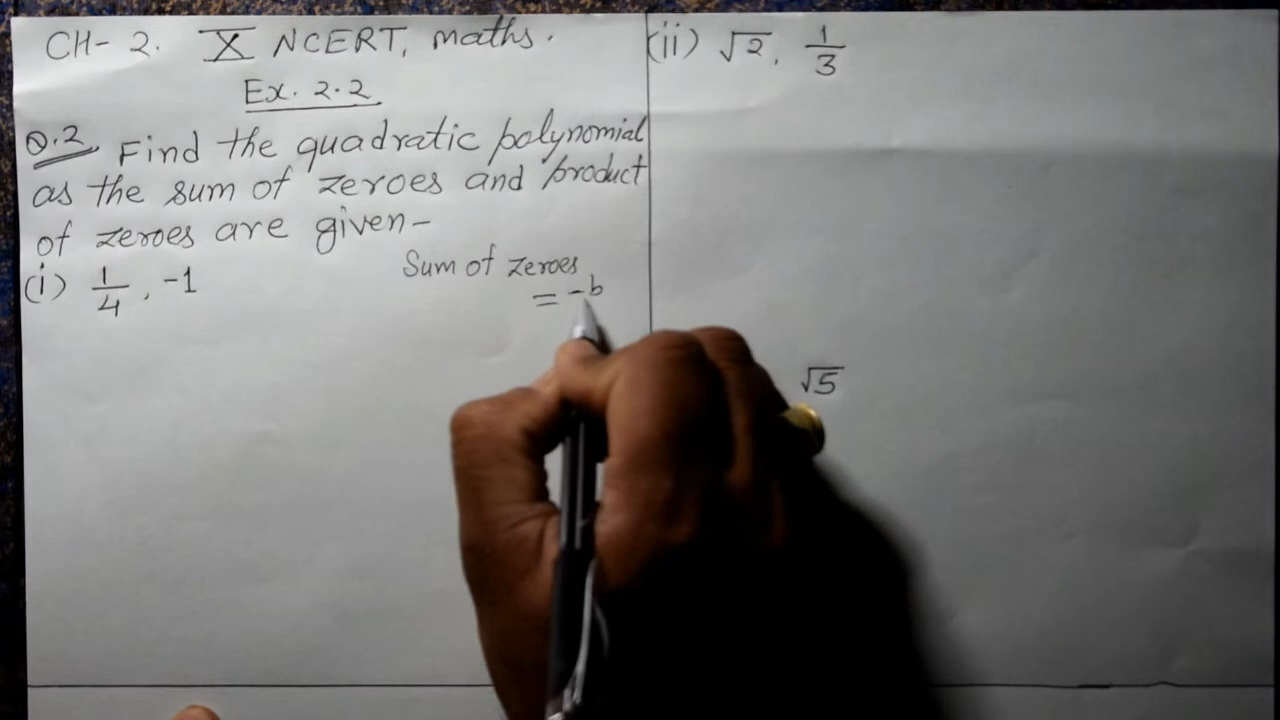 CH- 2. X NCERT, maths.
Ex. 2.2
Q.2 Find the quadratic polynomial
as the sum of zeroes and product
of zeroes are given-
(i) 1/4, -1
Sum of zeroes
= -b
(ii) √2, 1/3
√5